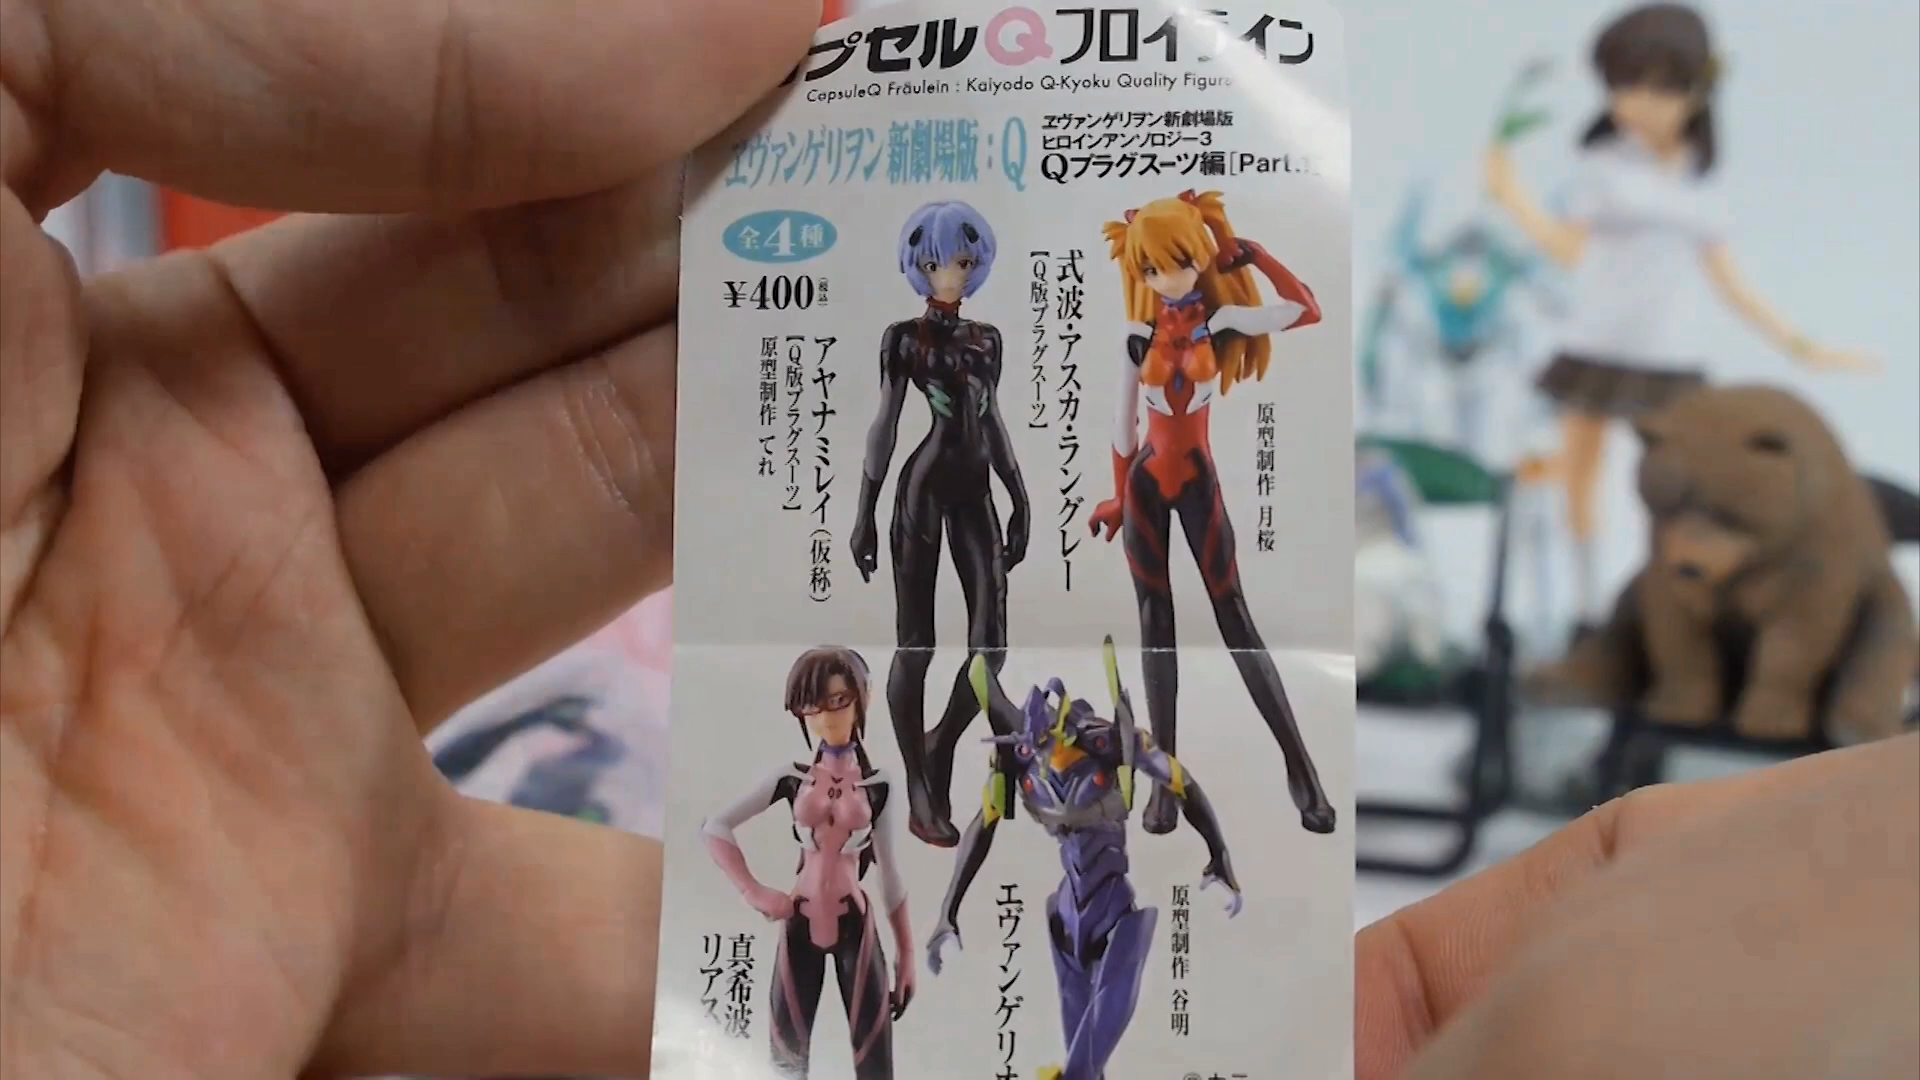 プセルQフロイライン
CapsuleQ Fräulein : Kaiyodo Q-Kyoku Quality Figure
ヱヴァンゲリヲン新劇場版:Q
ヱヴァンゲリヲン新劇場版
ヒロインアンソロジー3
Qプラグスーツ編[Part.
全4種
¥400(税込)
アヤナミレイ(仮称)
【Q版プラグスーツ】
原型制作 てれ
式波・アスカ・ラングレー
【Q版プラグスーツ】
原型制作 月桜
真希波
リアス
エヴァンゲリオ
原型制作 谷明